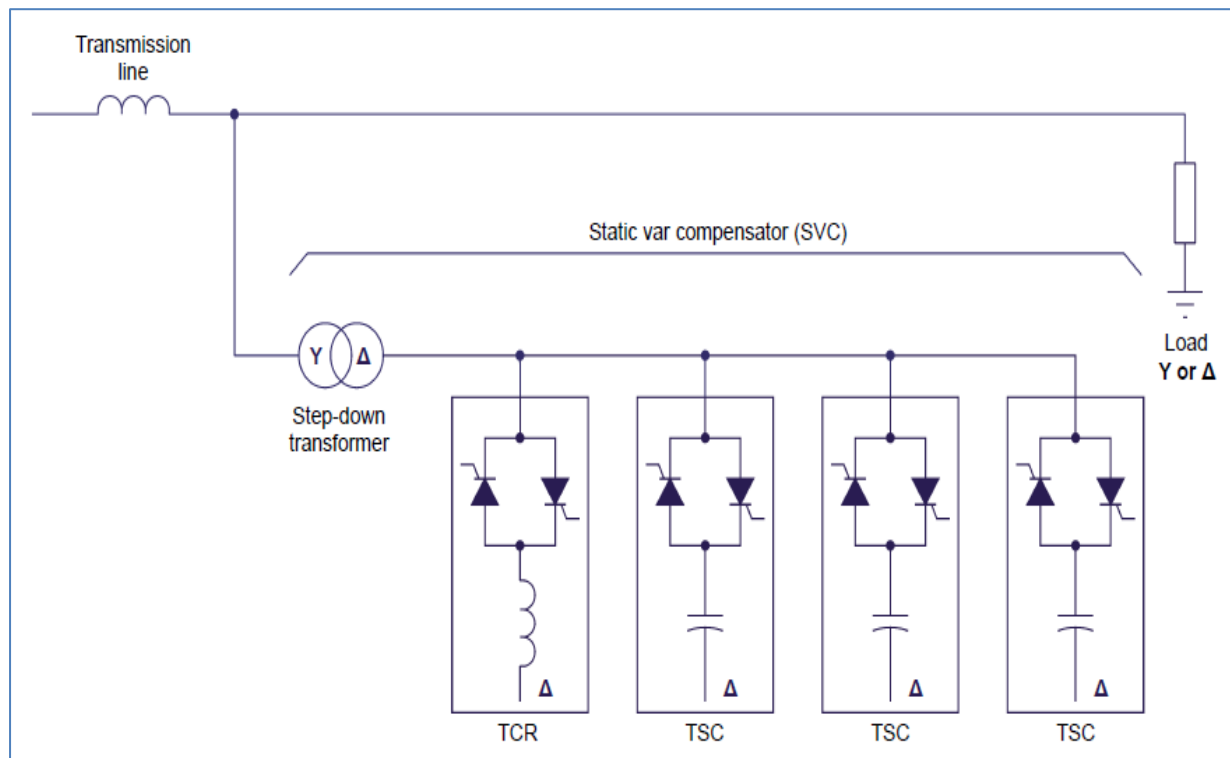 Transmission
line
Static var compensator (SVC)
Load
Y or Δ
Y Δ
Step-down
transformer
Δ Δ Δ Δ
TCR TSC TSC TSC